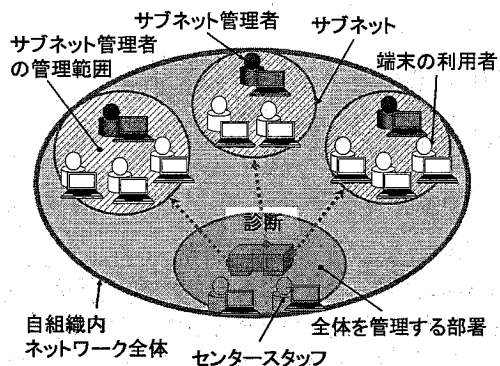 サブネット管理者
サブネット
サブネット管理者
の管理範囲
端末の利用者
診断
自組織内
ネットワーク全体
センタースタッフ
全体を管理する部署